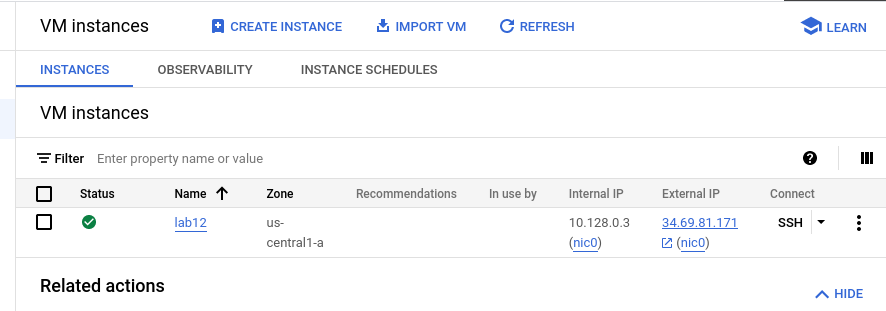 VM instances CREATE INSTANCE IMPORT VM REFRESH LEARN
INSTANCES OBSERVABILITY INSTANCE SCHEDULES
VM instances
Filter Enter property name or value
Status Name Zone Recommendations In use by Internal IP External IP Connect
lab12 us- 10.128.0.3 34.69.81.171 SSH
central1-a (nic0) (nic0)
Related actions
HIDE